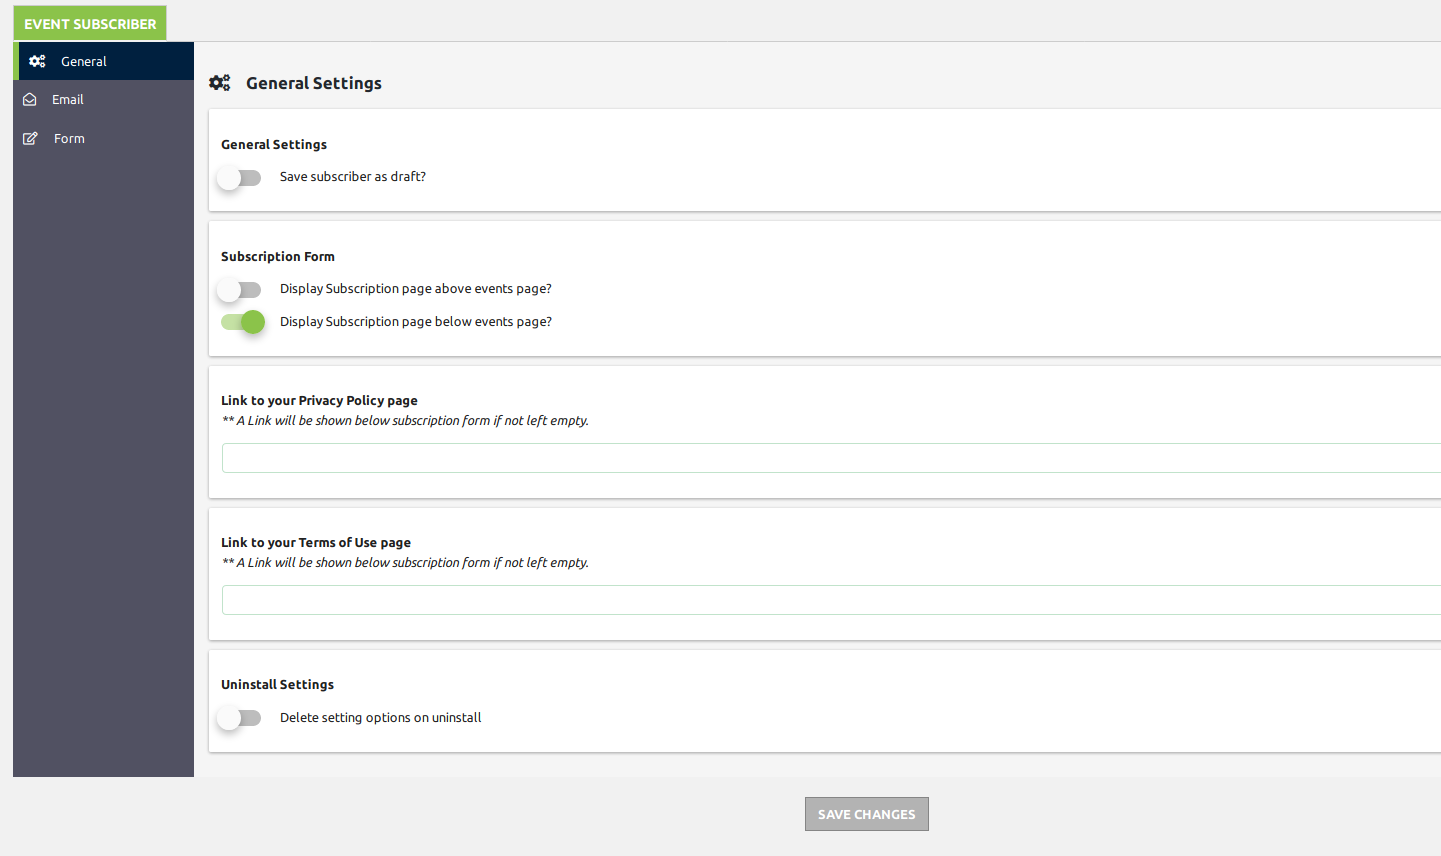 EVENT SUBSCRIBER
General
Email
Form
General Settings
General Settings
Save subscriber as draft?
Subscription Form
Display Subscription page above events page?
Display Subscription page below events page?
Link to your Privacy Policy page
** A Link will be shown below subscription form if not left empty.
Link to your Terms of Use page
** A Link will be shown below subscription form if not left empty.
Uninstall Settings
Delete setting options on uninstall
SAVE CHANGES